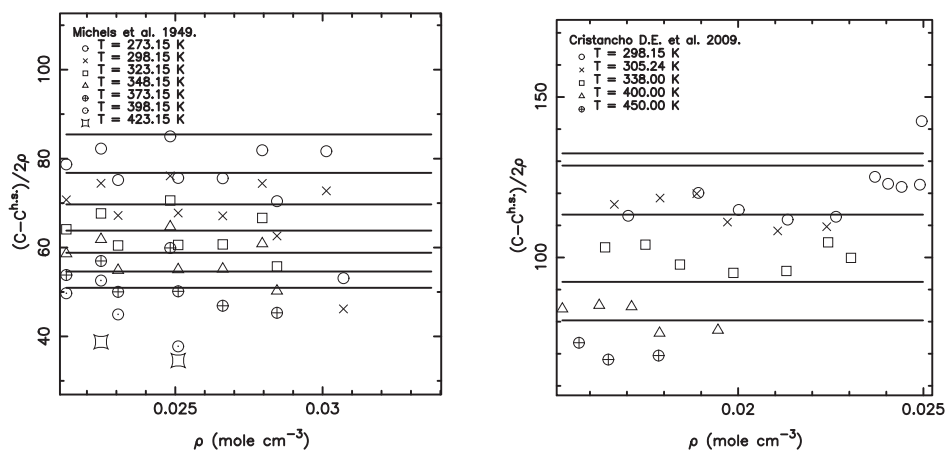 Michels et al. 1949.
T = 273.15 K
T = 298.15 K
T = 323.15 K
T = 348.15 K
T = 373.15 K
T = 398.15 K
T = 423.15 K
100
80
60
40
(C−C^h.s.)/2ρ
0.025
0.03
ρ (mole cm⁻³)
Cristancho D.E. et al. 2009.
T = 298.15 K
T = 305.24 K
T = 338.00 K
T = 400.00 K
T = 450.00 K
150
100
(C−C^h.s.)/2ρ
0.02
0.025
ρ (mole cm⁻³)